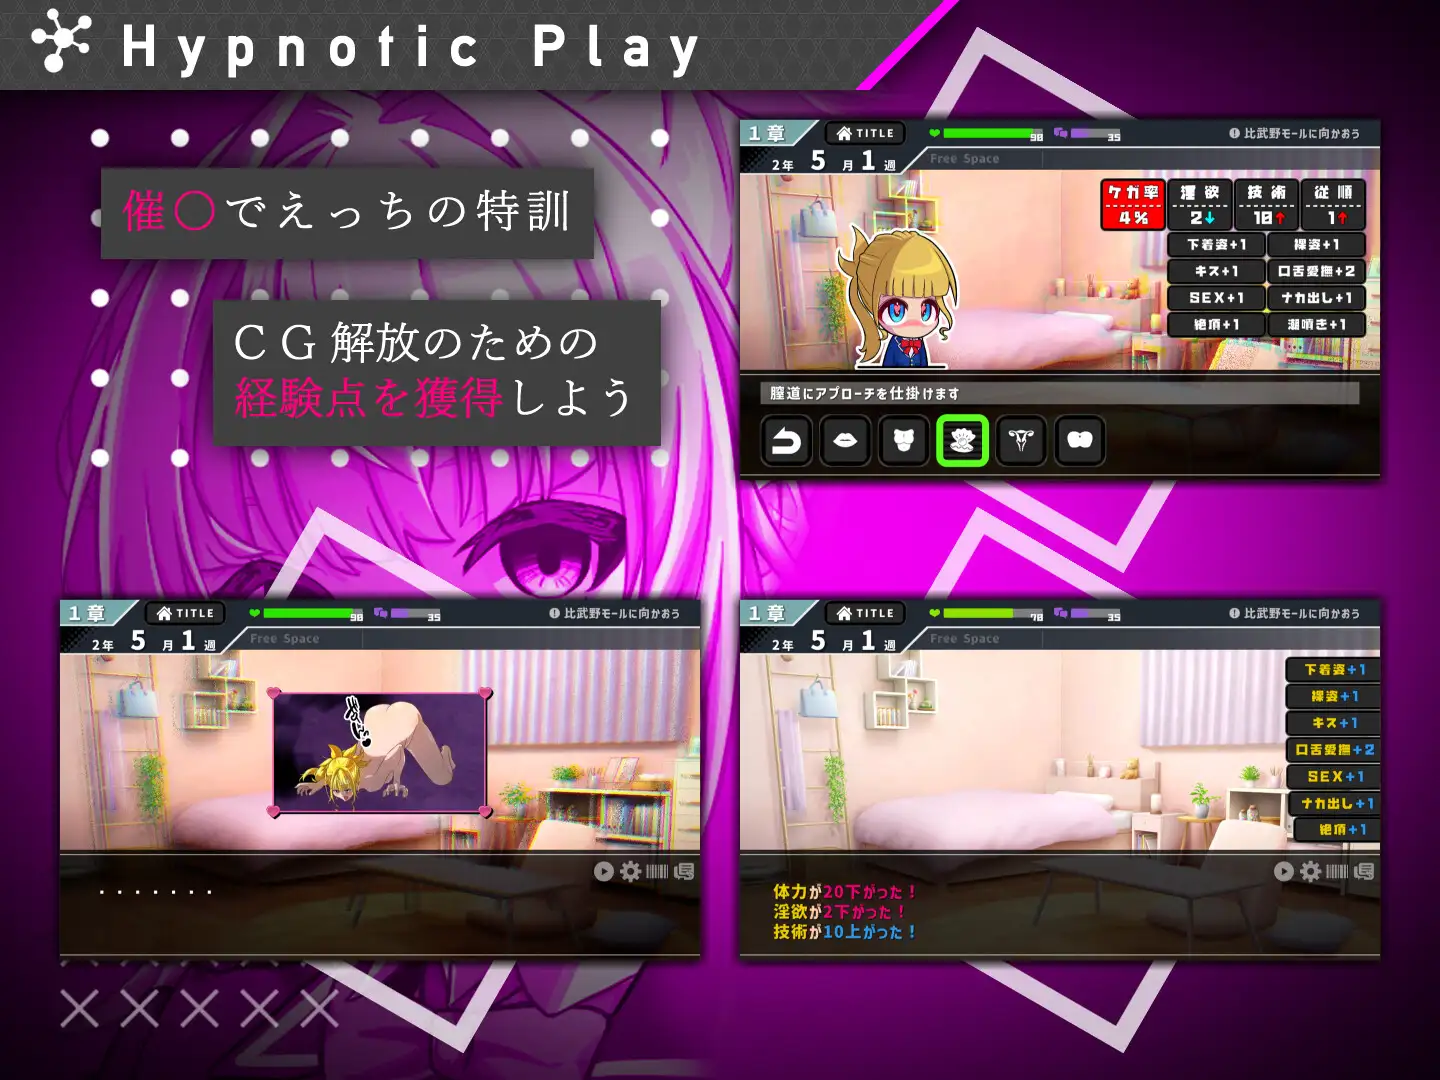 Hypnotic Play
催〇でえっちの特訓
CG解放のための
経験点を獲得しよう
1章
TITLE
90
35
比武野モールに向かおう
2年 5月1週
Free Space
ケガ率
4%
淫欲
2↓
技術
10↑
従順
1↑
下着姿+1
裸姿+1
キス+1
口舌愛撫+2
SEX+1
ナカ出し+1
絶頂+1
潮噴き+1
膣道にアプローチを仕掛けます
1章
TITLE
90
35
比武野モールに向かおう
2年 5月1週
Free Space
・・・・・・・
1章
TITLE
70
35
比武野モールに向かおう
2年 5月1週
Free Space
下着姿+1
裸姿+1
キス+1
口舌愛撫+2
SEX+1
ナカ出し+1
絶頂+1
体力が20下がった！
淫欲が2下がった！
技術が10上がった！